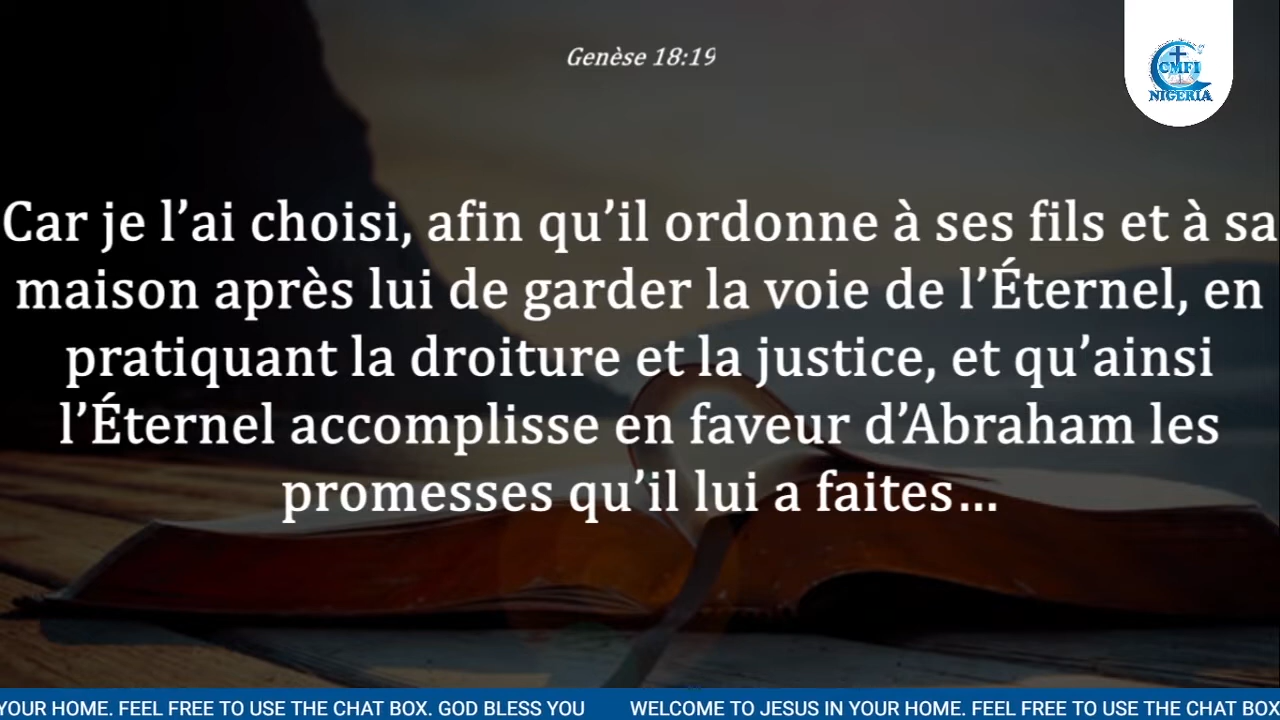 Genèse 18:19
CMFI
NIGERIA
Car je l’ai choisi, afin qu’il ordonne à ses fils et à sa
maison après lui de garder la voie de l’Éternel, en
pratiquant la droiture et la justice, et qu’ainsi
l’Éternel accomplisse en faveur d’Abraham les
promesses qu’il lui a faites…
YOUR HOME. FEEL FREE TO USE THE CHAT BOX. GOD BLESS YOU WELCOME TO JESUS IN YOUR HOME. FEEL FREE TO USE THE CHAT BOX